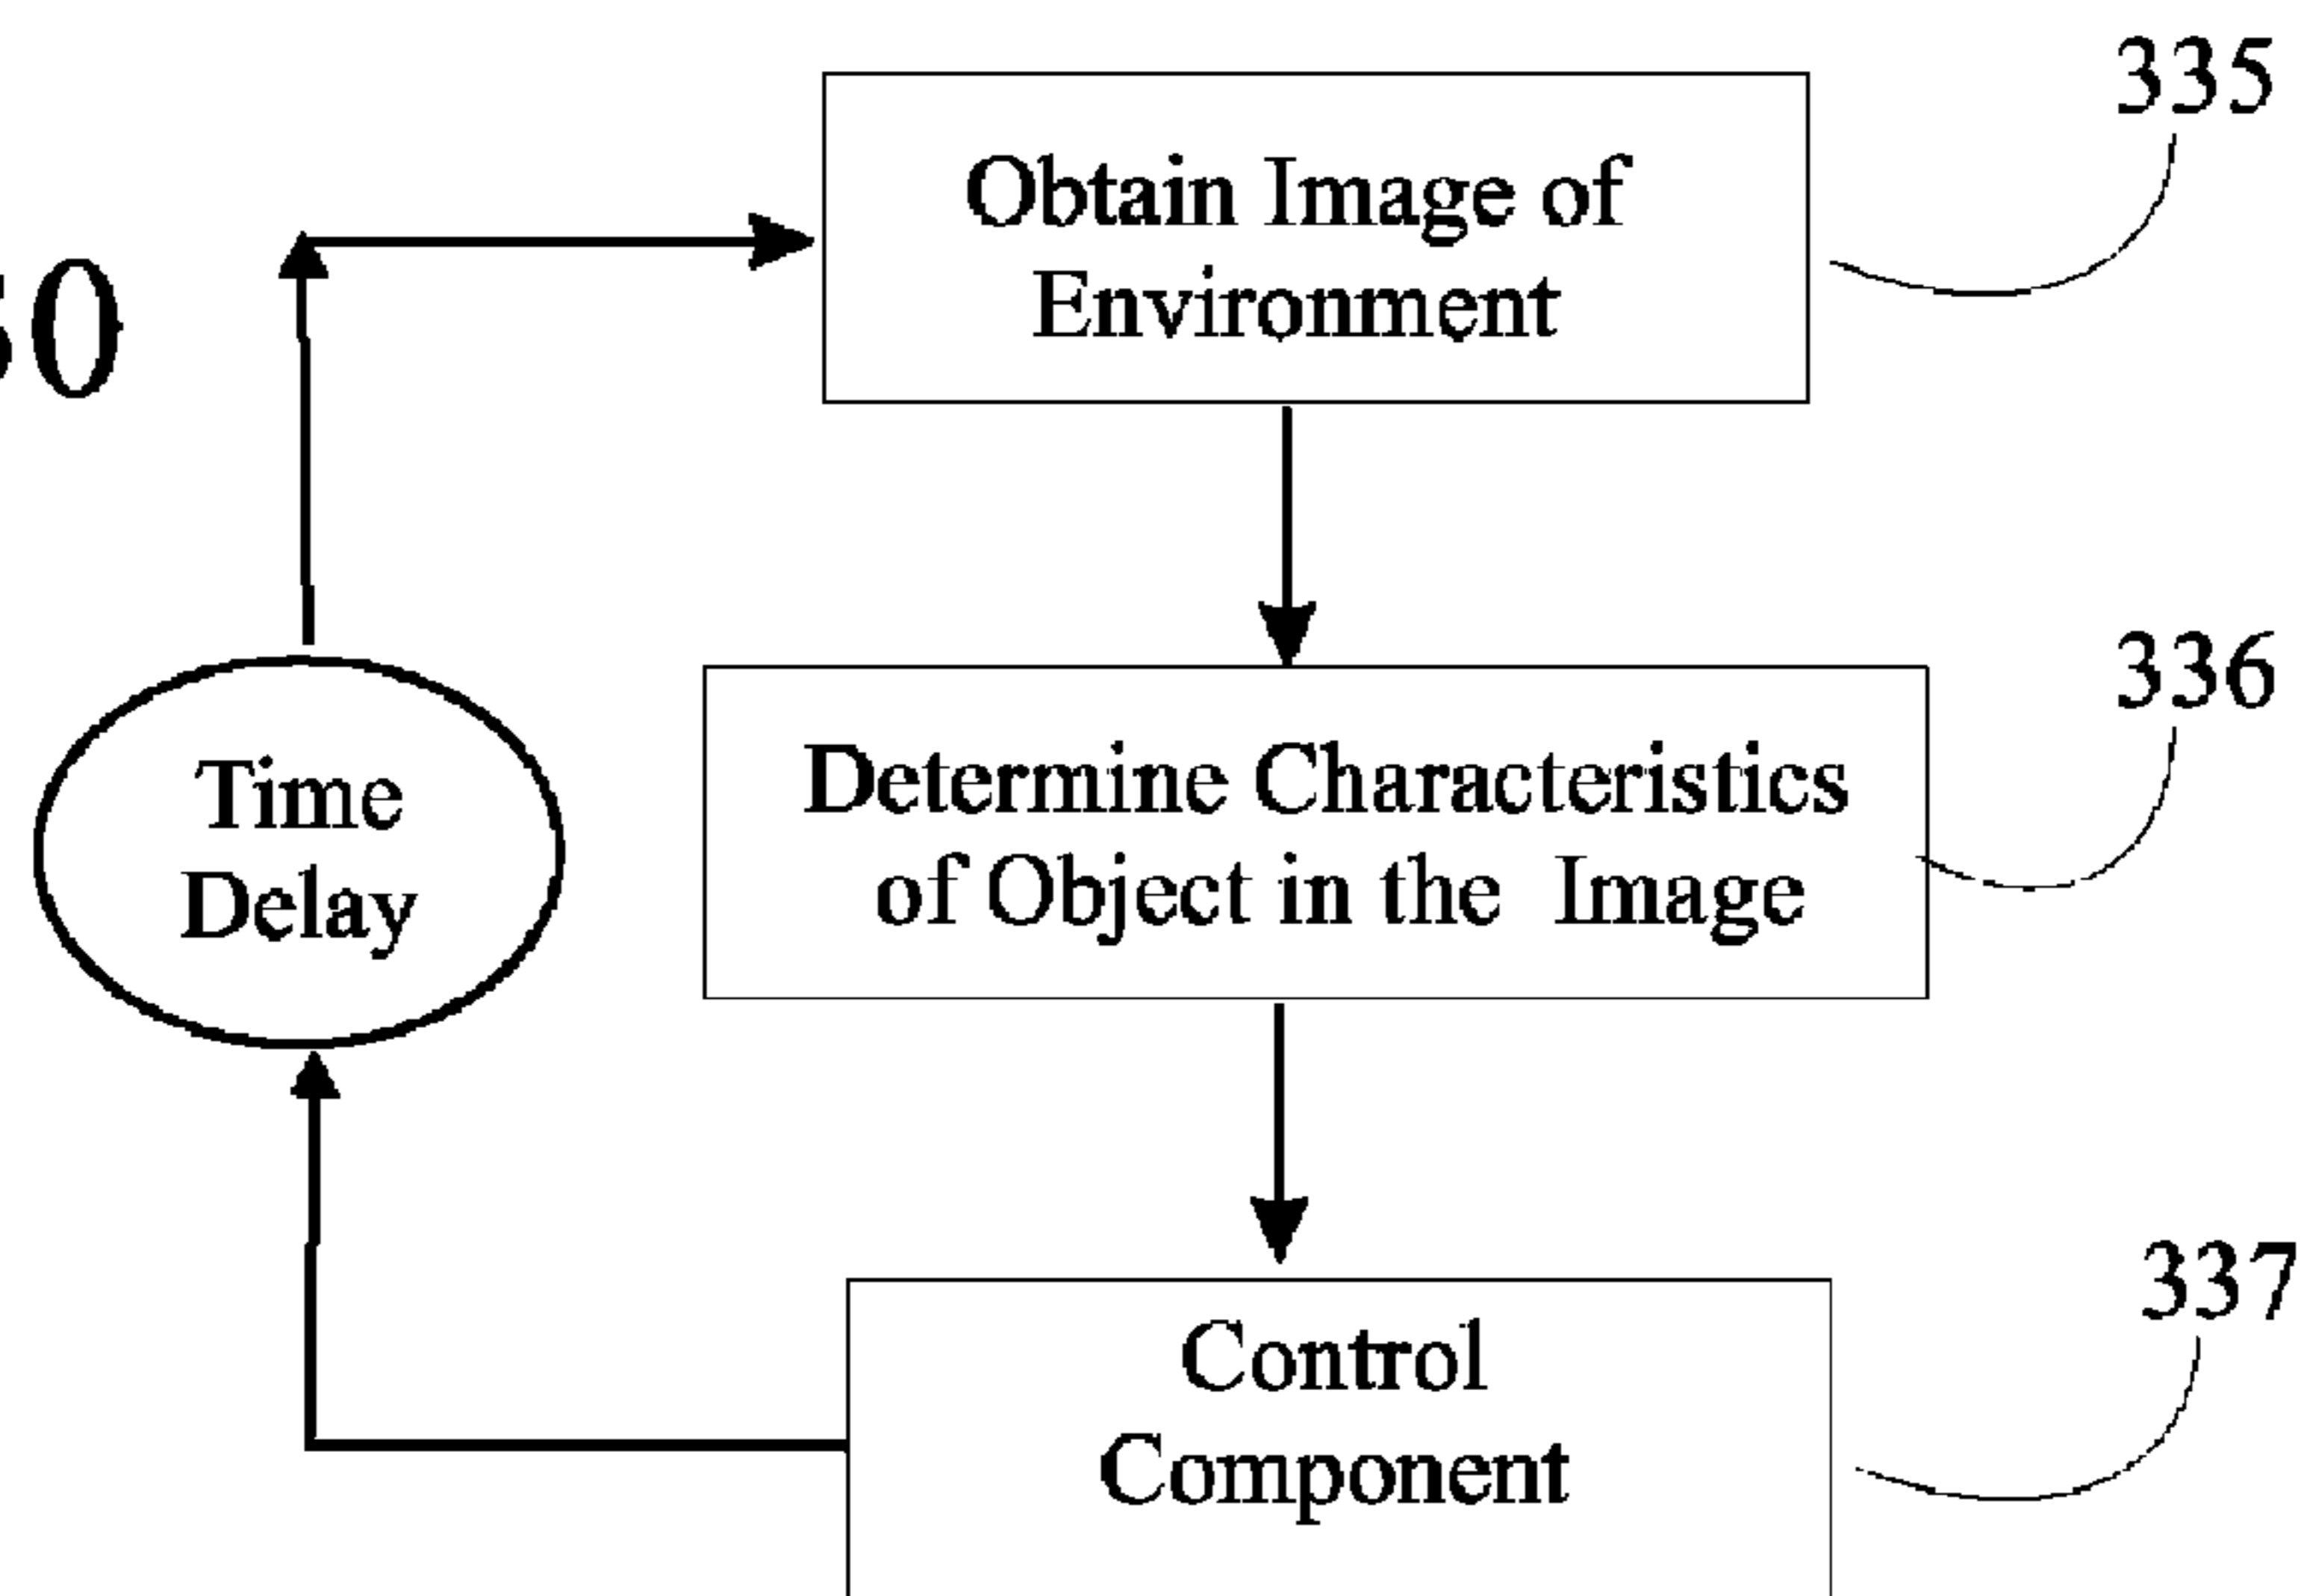 335
Obtain Image of
Environment
336
Determine Characteristics
of Object in the Image
Time
Delay
337
Control
Component